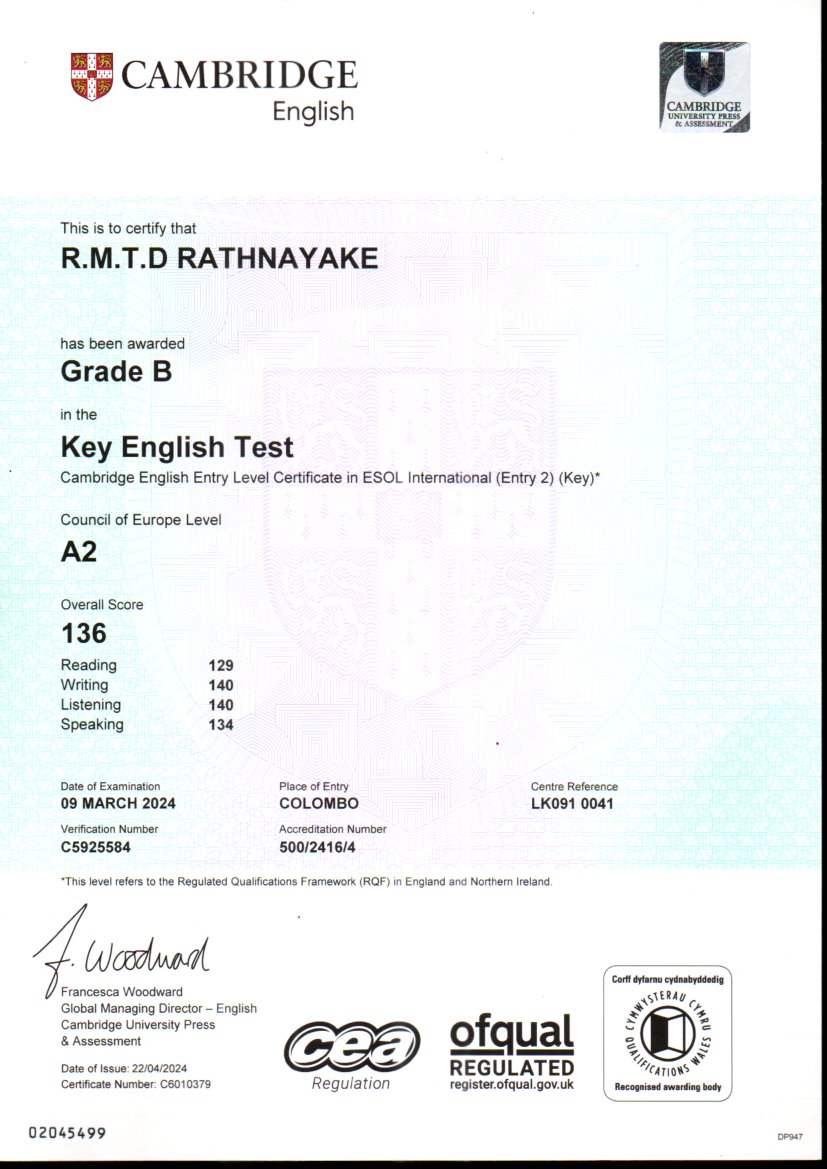 CAMBRIDGE
English
CAMBRIDGE
UNIVERSITY PRESS
& ASSESSMENT
This is to certify that
R.M.T.D RATHNAYAKE
has been awarded
Grade B
in the
Key English Test
Cambridge English Entry Level Certificate in ESOL International (Entry 2) (Key)*
Council of Europe Level
A2
Overall Score
136
Reading 129
Writing 140
Listening 140
Speaking 134
Date of Examination Place of Entry Centre Reference
09 MARCH 2024 COLOMBO LK091 0041
Verification Number Accreditation Number
C5925584 500/2416/4
*This level refers to the Regulated Qualifications Framework (RQF) in England and Northern Ireland.
F. Woodward
Francesca Woodward
Global Managing Director – English
Cambridge University Press
& Assessment
Date of Issue: 22/04/2024
Certificate Number: C6010379
cea
Regulation
ofqual
REGULATED
register.ofqual.gov.uk
Corff dyfarnu cydnabyddedig
CYMWYSTERAU CYMRU
QUALIFICATIONS WALES
Recognised awarding body
02045499
DP947